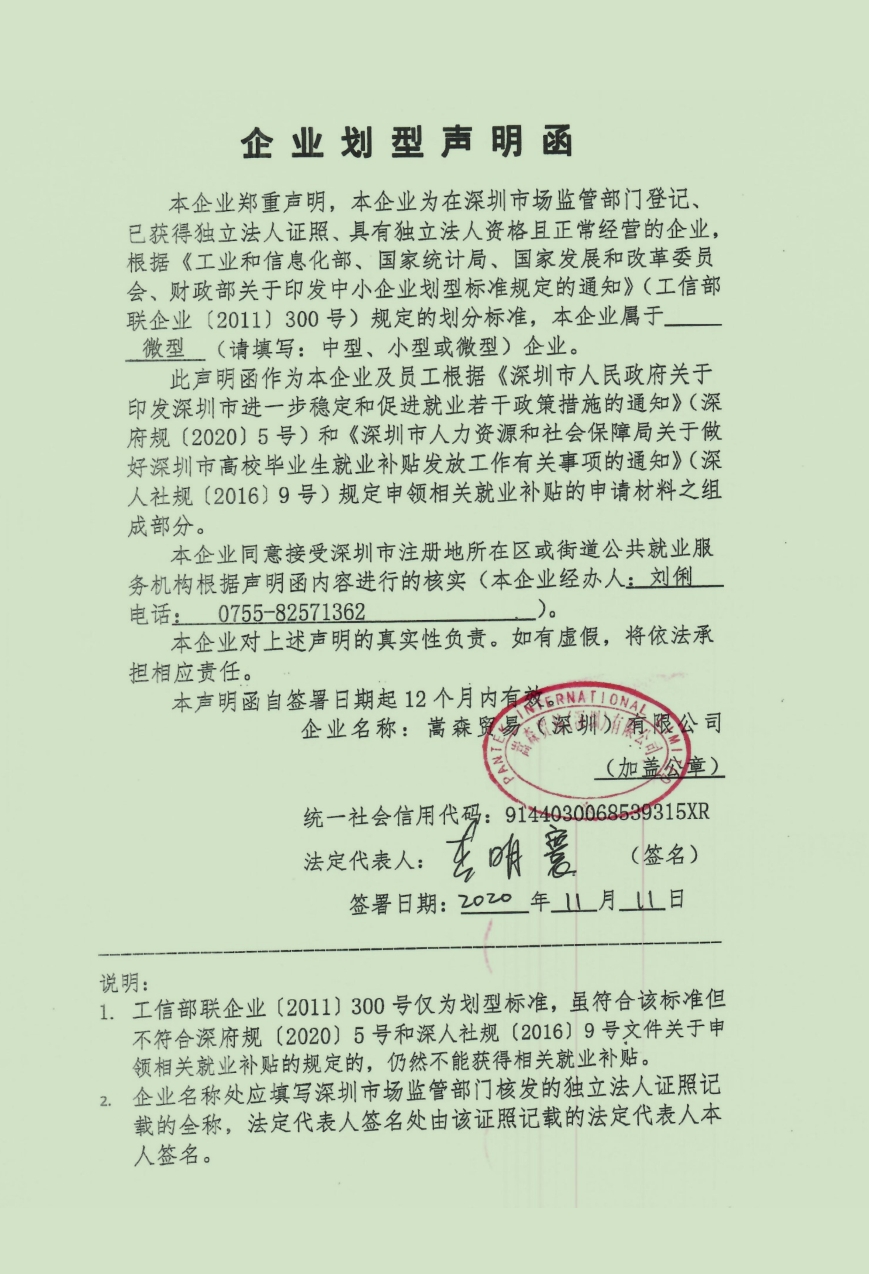 企业划型声明函
本企业郑重声明，本企业为在深圳市场监管部门登记、
已获得独立法人证照、具有独立法人资格且正常经营的企业，
根据《工业和信息化部、国家统计局、国家发展和改革委员
会、财政部关于印发中小企业划型标准规定的通知》（工信部
联企业〔2011〕300 号）规定的划分标准，本企业属于
微型 （请填写：中型、小型或微型）企业。
此声明函作为本企业及员工根据《深圳市人民政府关于
印发深圳市进一步稳定和促进就业若干政策措施的通知》（深
府规〔2020〕5 号）和《深圳市人力资源和社会保障局关于做
好深圳市高校毕业生就业补贴发放工作有关事项的通知》（深
人社规〔2016〕9 号）规定申领相关就业补贴的申请材料之组
成部分。
本企业同意接受深圳市注册地所在区或街道公共就业服
务机构根据声明函内容进行的核实（本企业经办人：刘俐
电话： 0755-82571362 ）。
本企业对上述声明的真实性负责。如有虚假，将依法承
担相应责任。
本声明函自签署日期起 12 个月内有效。
企业名称：嵩森贸易（深圳）有限公司
PANTEK INTERNATIONAL LIMITED
嵩森贸易(深圳)有限公司
（加盖公章）
统一社会信用代码：9144030068539315XR
法定代表人： （签名）
签署日期：2020 年 11 月 11 日
说明：
1. 工信部联企业〔2011〕300 号仅为划型标准，虽符合该标准但
不符合深府规〔2020〕5 号和深人社规〔2016〕9 号文件关于申
领相关就业补贴的规定的，仍然不能获得相关就业补贴。
2. 企业名称处应填写深圳市场监管部门核发的独立法人证照记
载的全称，法定代表人签名处由该证照记载的法定代表人本
人签名。